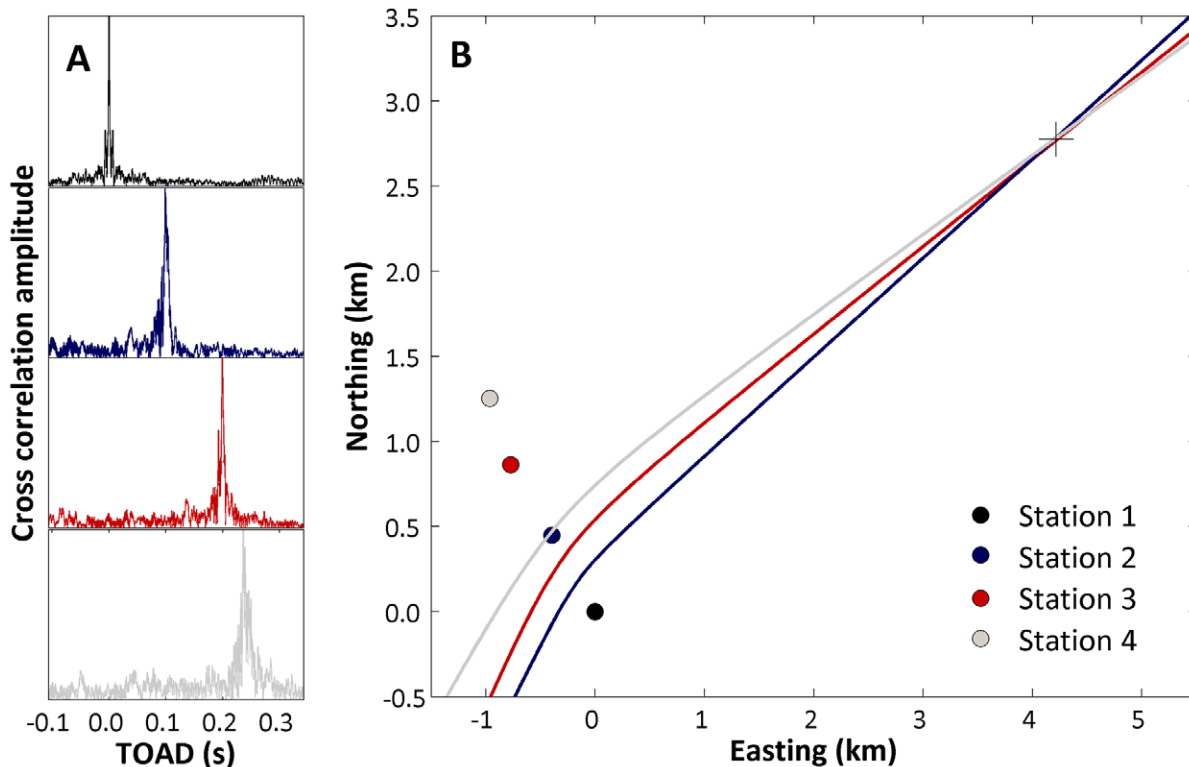 A
Cross correlation amplitude
-0.1 0.0 0.1 0.2 0.3
TOAD (s)
B
Northing (km)
3.5
3.0
2.5
2.0
1.5
1.0
0.5
0.0
-0.5
-1 0 1 2 3 4 5
Easting (km)
Station 1
Station 2
Station 3
Station 4